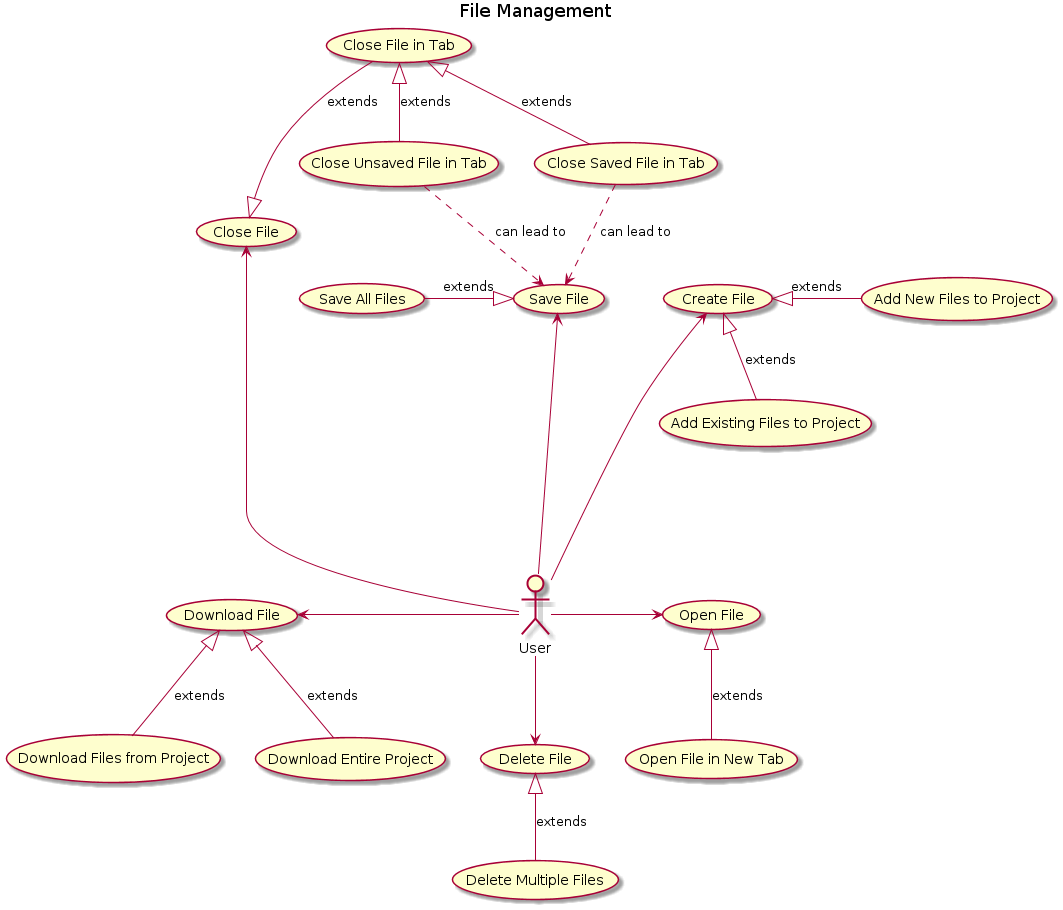 File Management
Close File in Tab
extends
extends
extends
Close Unsaved File in Tab
Close Saved File in Tab
Close File
can lead to
can lead to
Save All Files
extends
Save File
Create File
extends
Add New Files to Project
extends
Add Existing Files to Project
Download File
User
Open File
extends
extends
extends
Download Files from Project
Download Entire Project
Delete File
Open File in New Tab
extends
Delete Multiple Files